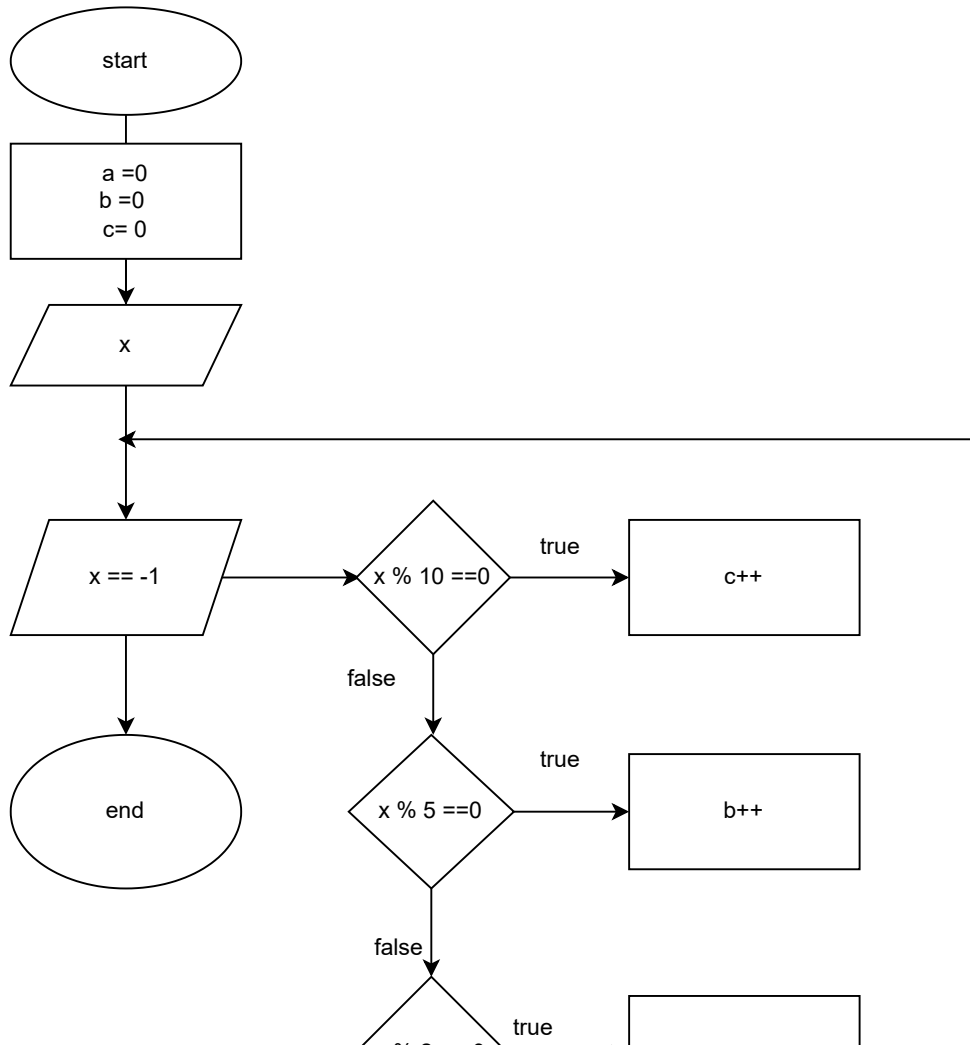 start
a =0
b =0
c= 0
x
x == -1
x % 10 ==0
true
c++
false
true
x % 5 ==0
b++
end
false
true